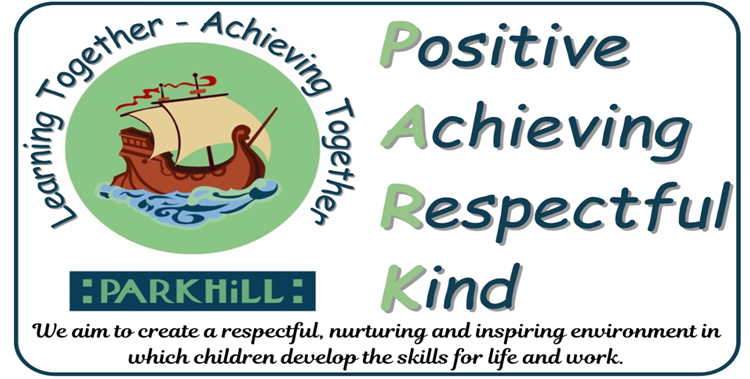 Learning Together - Achieving Together
:PARKHiLL:
Positive
Achieving
Respectful
Kind
We aim to create a respectful, nurturing and inspiring environment in
which children develop the skills for life and work.